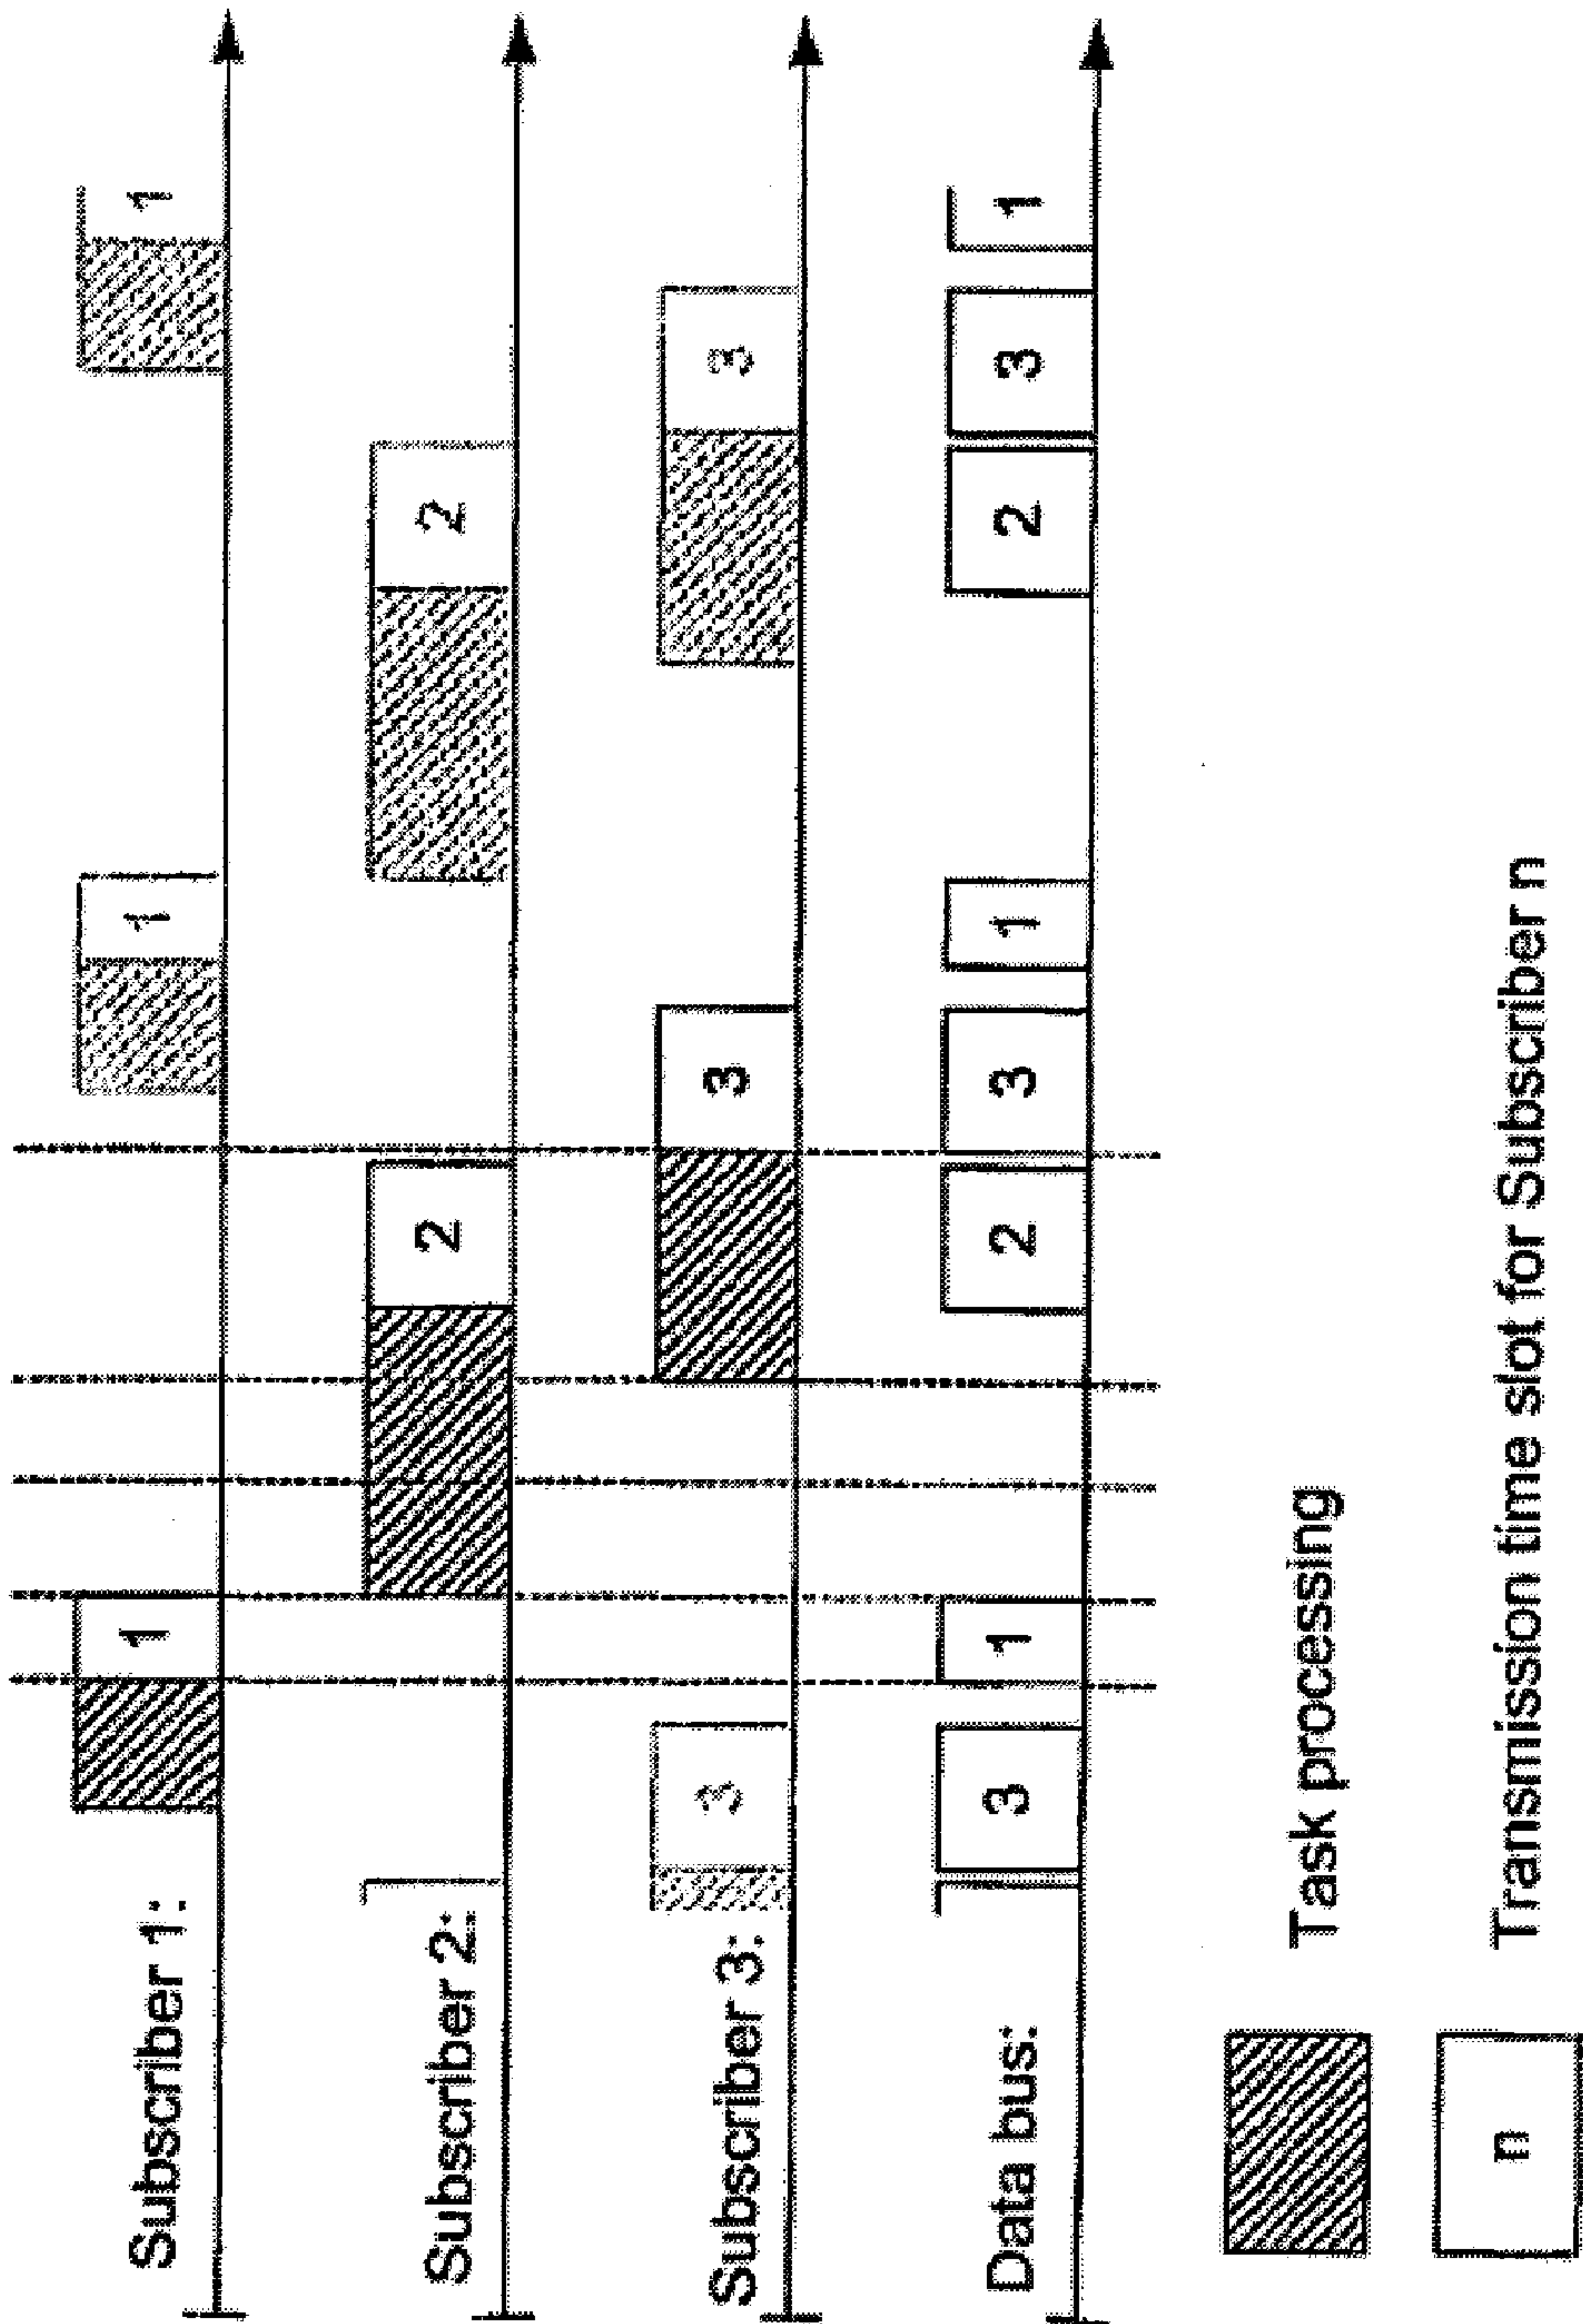 Subscriber 1: 1 1 1
Subscriber 2: 2 2
Subscriber 3: 3 3 3
Data bus: 3 1 2 3 1 2 3 1
Task processing
n Transmission time slot for Subscriber n